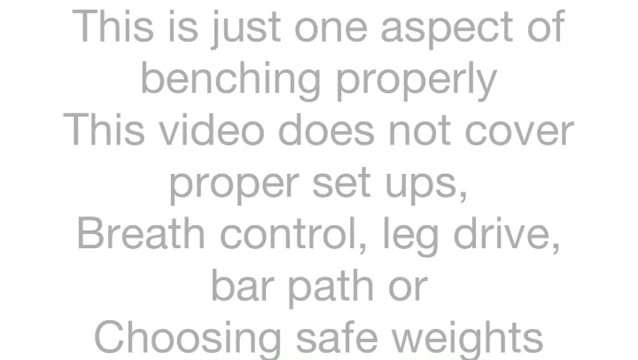 This is just one aspect of
benching properly
This video does not cover
proper set ups,
Breath control, leg drive,
bar path or
Choosing safe weights